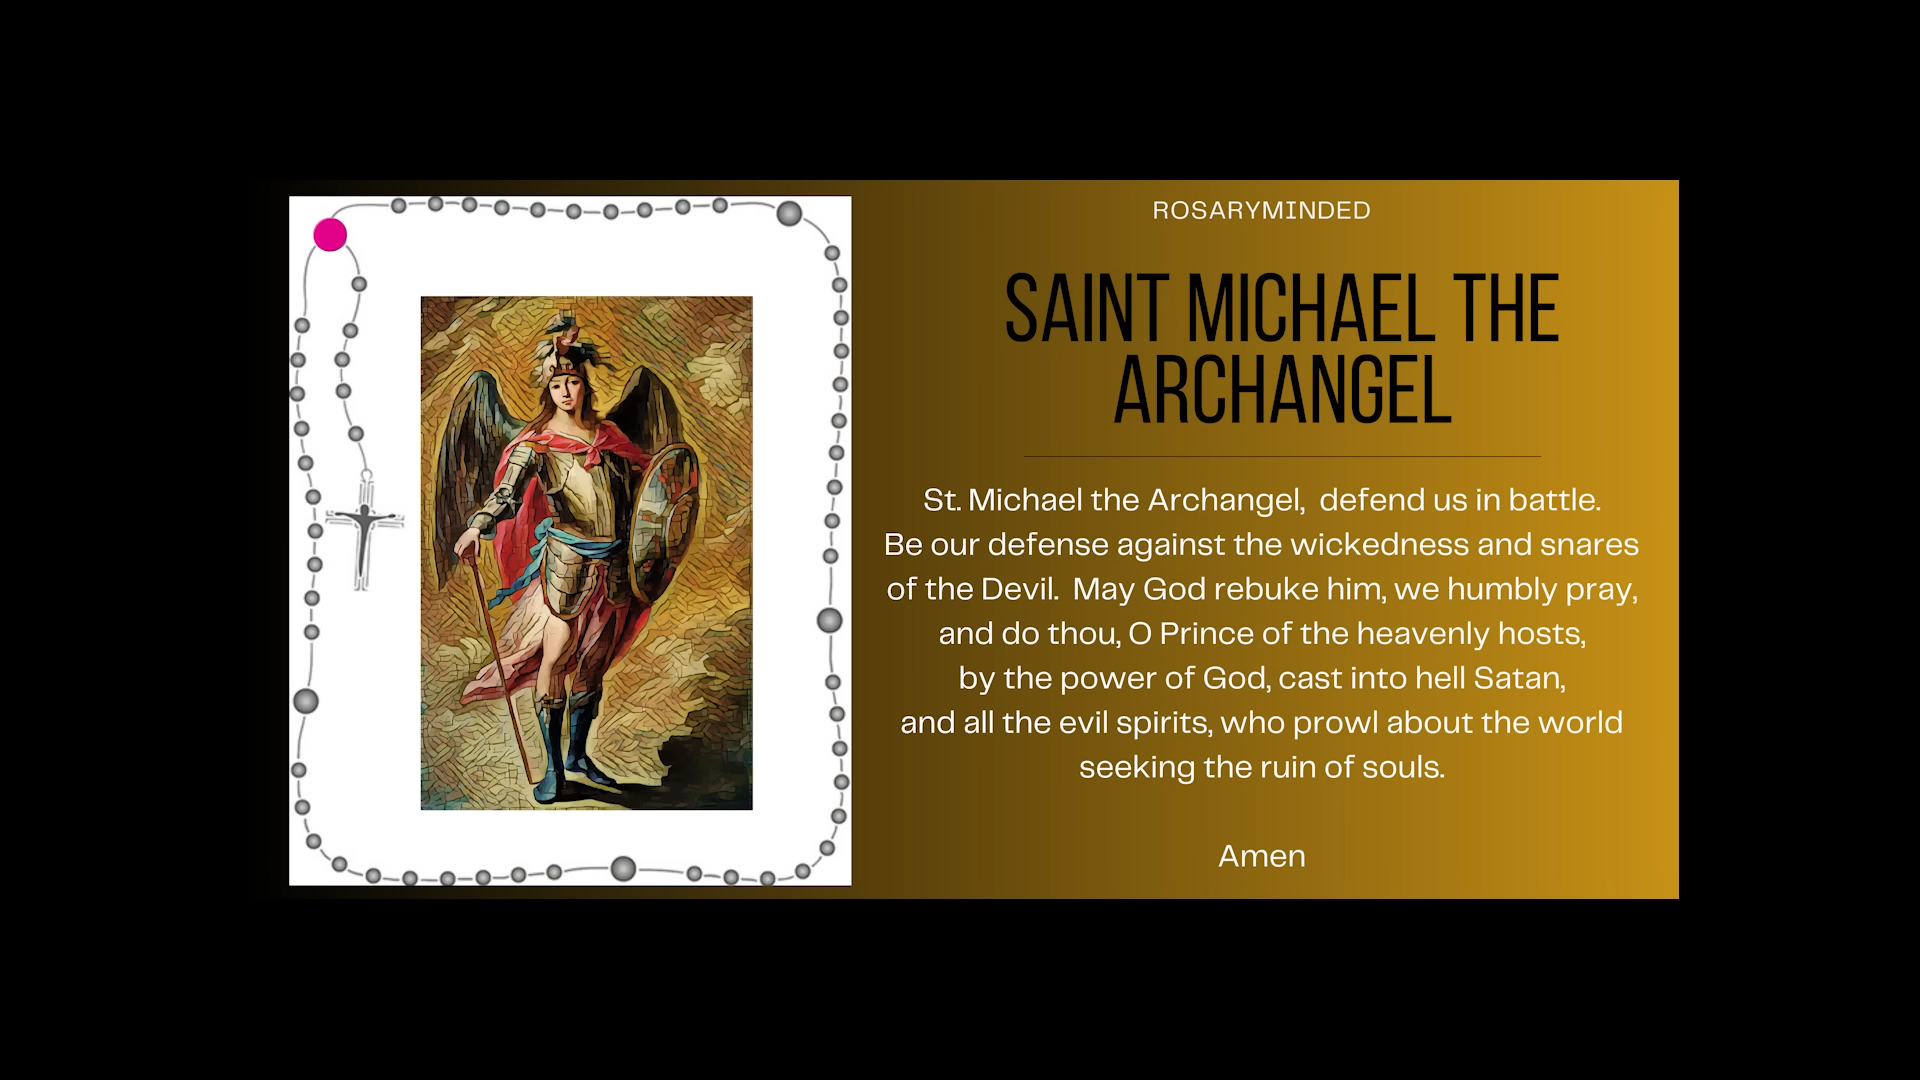 ROSARYMINDED
SAINT MICHAEL THE
ARCHANGEL
St. Michael the Archangel,  defend us in battle.
Be our defense against the wickedness and snares
of the Devil.  May God rebuke him, we humbly pray,
and do thou, O Prince of the heavenly hosts,
by the power of God, cast into hell Satan,
and all the evil spirits, who prowl about the world
seeking the ruin of souls.
Amen